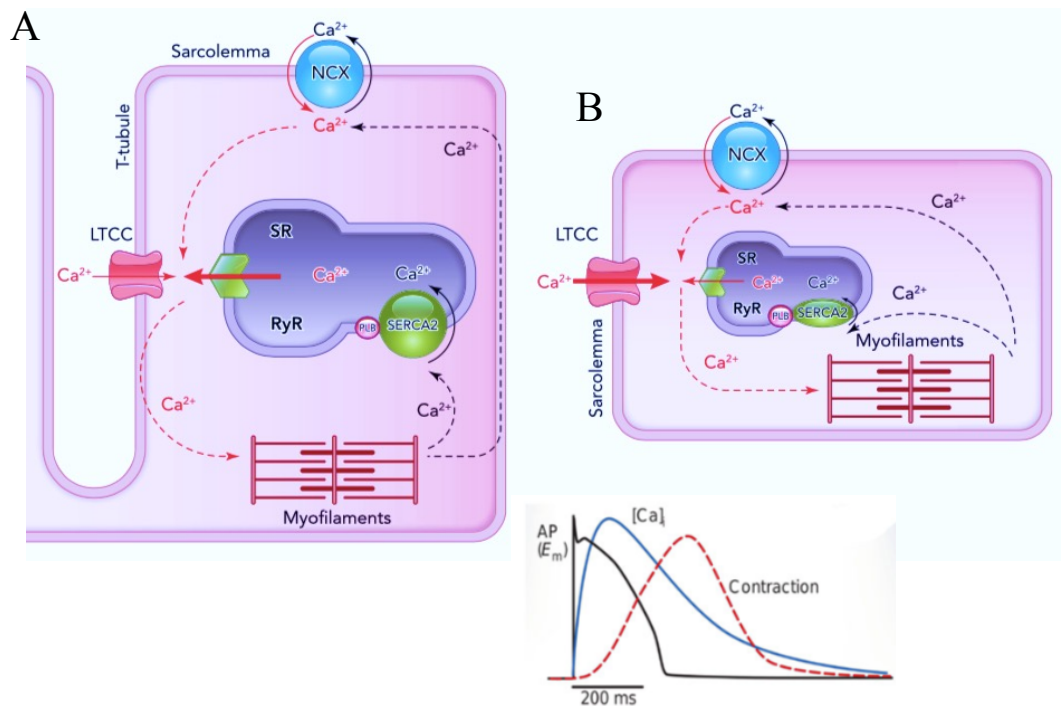 A
Ca²⁺
Sarcolemma
NCX
Ca²⁺
Ca²⁺
T-tubule
LTCC
SR
Ca²⁺
Ca²⁺
Ca²⁺
RyR
PLB
SERCA2
Ca²⁺
Ca²⁺
Myofilaments
B
Ca²⁺
NCX
Ca²⁺
Ca²⁺
LTCC
SR
Ca²⁺
Ca²⁺
Ca²⁺
Ca²⁺
RyR
PLB
SERCA2
Myofilaments
Ca²⁺
Sarcolemma
AP
(Eₘ)
[Ca]ᵢ
Contraction
200 ms